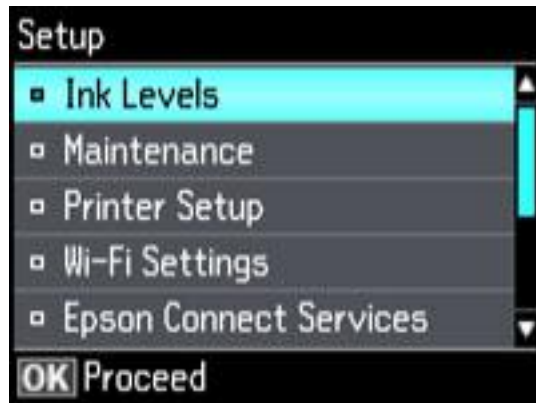 Setup
Ink Levels
Maintenance
Printer Setup
Wi-Fi Settings
Epson Connect Services
OK Proceed